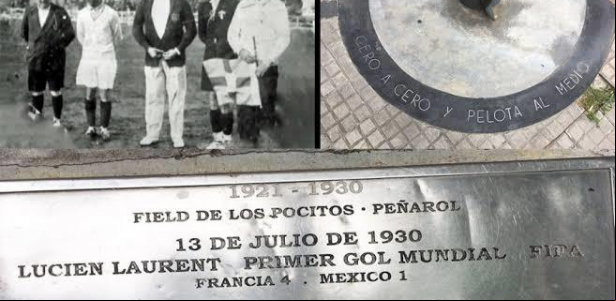 CERO A CERO Y PELOTA AL MEDIO
1921 - 1930
FIELD DE LOS POCITOS · PEÑAROL
13 DE JULIO DE 1930
LUCIEN LAURENT PRIMER GOL MUNDIAL FIFA
FRANCIA 4 . MEXICO 1